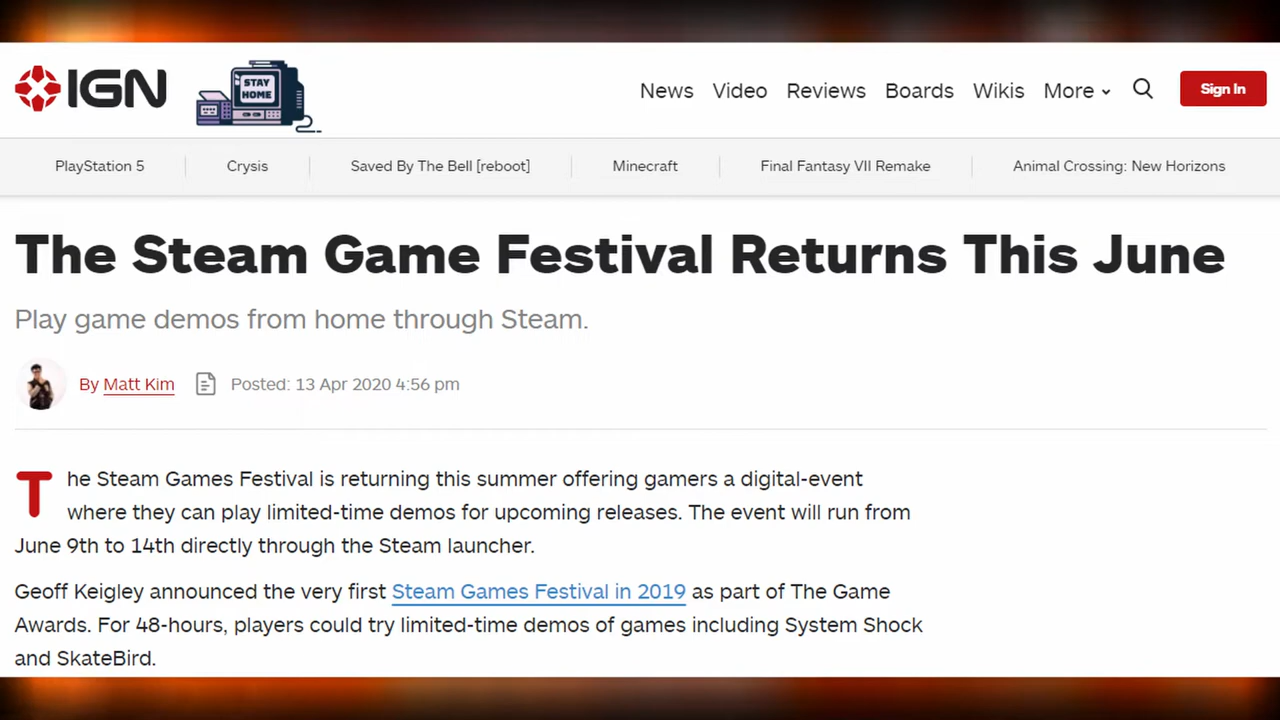 IGN
STAY
HOME
News Video Reviews Boards Wikis More
Sign In
PlayStation 5 Crysis Saved By The Bell [reboot] Minecraft Final Fantasy VII Remake Animal Crossing: New Horizons
The Steam Game Festival Returns This June
Play game demos from home through Steam.
By Matt Kim Posted: 13 Apr 2020 4:56 pm
The Steam Games Festival is returning this summer offering gamers a digital-event
where they can play limited-time demos for upcoming releases. The event will run from
June 9th to 14th directly through the Steam launcher.
Geoff Keigley announced the very first Steam Games Festival in 2019 as part of The Game
Awards. For 48-hours, players could try limited-time demos of games including System Shock
and SkateBird.